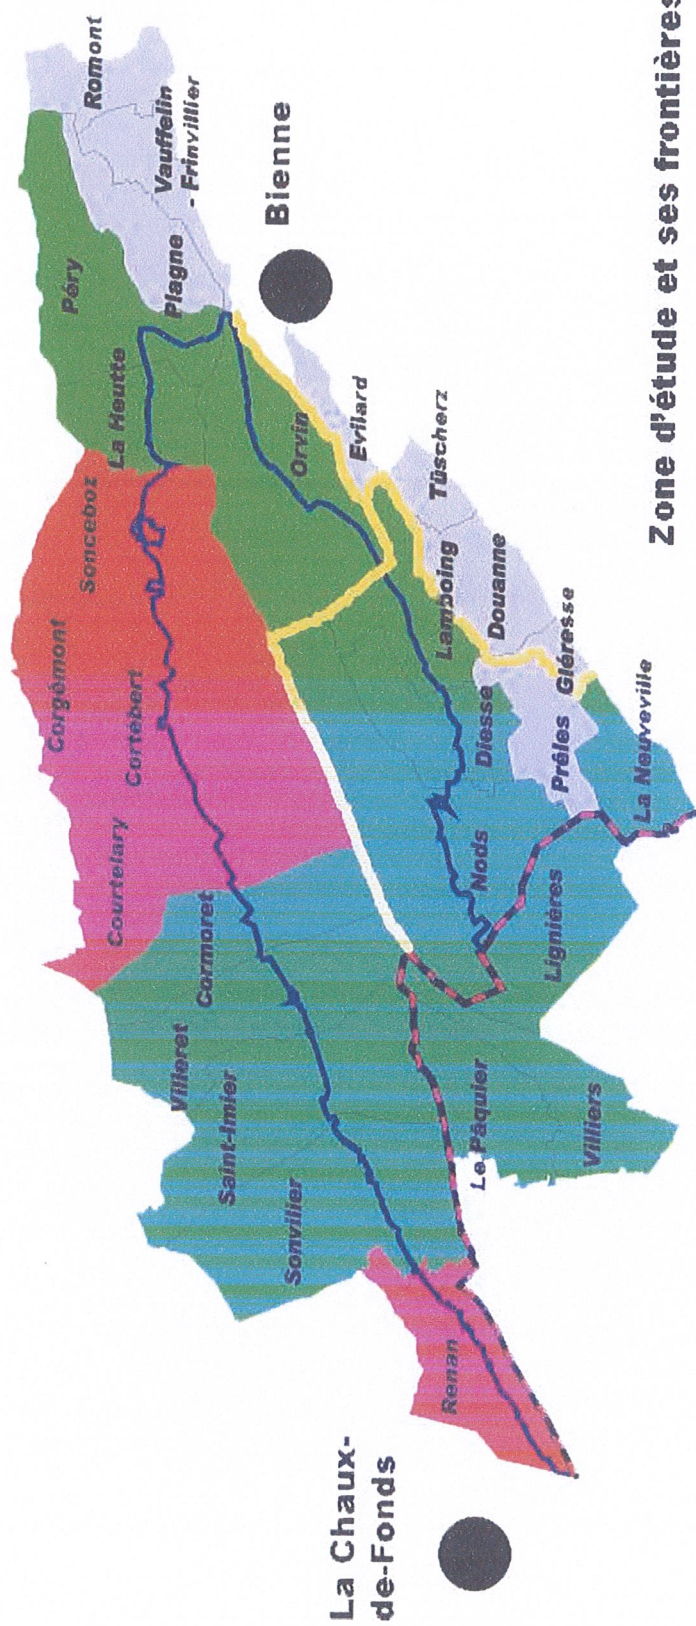 Romont
Vauffelin
- Frinvillier
Bienne
Péry
Plagne
La Heutte
Orvin
Evilard
Sonceboz
Tüscherz
Corgémont
Lamboing
Douanne
Cortébert
Gléresse
Diesse
Prêles
La Neuveville
Courtelary
Nods
Cormoret
Lignières
Villeret
Saint-Imier
Le Pâquier
Villiers
Sonvilier
Renan
La Chaux-
de-Fonds
Zone d'étude et ses frontières